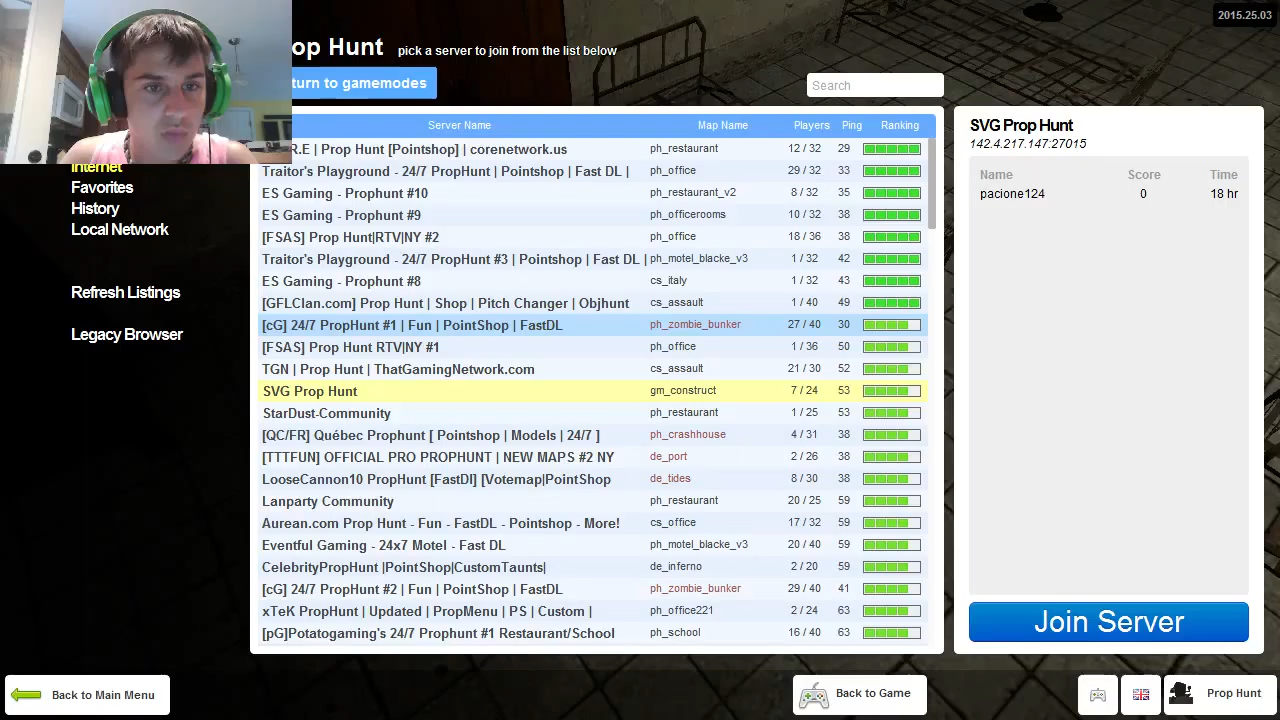 2015.25.03
op Hunt pick a server to join from the list below
turn to gamemodes
Search
Internet
Favorites
History
Local Network
Refresh Listings
Legacy Browser
Server Name Map Name Players Ping Ranking
R.E | Prop Hunt [Pointshop] | corenetwork.us ph_restaurant 12 / 32 29
Traitor's Playground - 24/7 PropHunt | Pointshop | Fast DL | ph_office 29 / 32 33
ES Gaming - Prophunt #10 ph_restaurant_v2 8 / 32 35
ES Gaming - Prophunt #9 ph_officerooms 10 / 32 38
[FSAS] Prop Hunt|RTV|NY #2 ph_office 18 / 36 38
Traitor's Playground - 24/7 PropHunt #3 | Pointshop | Fast DL | ph_motel_blacke_v3 1 / 32 42
ES Gaming - Prophunt #8 cs_italy 1 / 32 43
[GFLClan.com] Prop Hunt | Shop | Pitch Changer | Objhunt cs_assault 1 / 40 49
[cG] 24/7 PropHunt #1 | Fun | PointShop | FastDL ph_zombie_bunker 27 / 40 30
[FSAS] Prop Hunt RTV|NY #1 ph_office 1 / 36 50
TGN | Prop Hunt | ThatGamingNetwork.com cs_assault 21 / 30 52
SVG Prop Hunt gm_construct 7 / 24 53
StarDust-Community ph_restaurant 1 / 25 53
[QC/FR] Québec Prophunt [ Pointshop | Models | 24/7 ] ph_crashhouse 4 / 31 38
[TTTFUN] OFFICIAL PRO PROPHUNT | NEW MAPS #2 NY de_port 2 / 26 38
LooseCannon10 PropHunt [FastDl] [Votemap|PointShop de_tides 8 / 30 38
Lanparty Community ph_restaurant 20 / 25 59
Aurean.com Prop Hunt - Fun - FastDL - Pointshop - More! cs_office 17 / 32 59
Eventful Gaming - 24x7 Motel - Fast DL ph_motel_blacke_v3 20 / 40 59
CelebrityPropHunt |PointShop|CustomTaunts| de_inferno 2 / 20 59
[cG] 24/7 PropHunt #2 | Fun | PointShop | FastDL ph_zombie_bunker 29 / 40 41
xTeK PropHunt | Updated | PropMenu | PS | Custom | ph_office221 2 / 24 63
[pG]Potatogaming's 24/7 Prophunt #1 Restaurant/School ph_school 16 / 40 63
SVG Prop Hunt
142.4.217.147:27015
Name Score Time
pacione124 0 18 hr
Join Server
Back to Main Menu
Back to Game
Prop Hunt